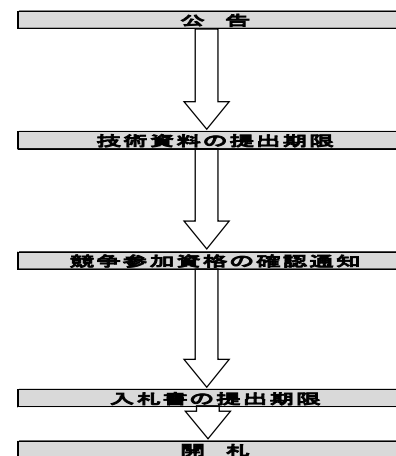 公 告
技術資料の提出期限
競争参加資格の確認通知
入札書の提出期限
開 札